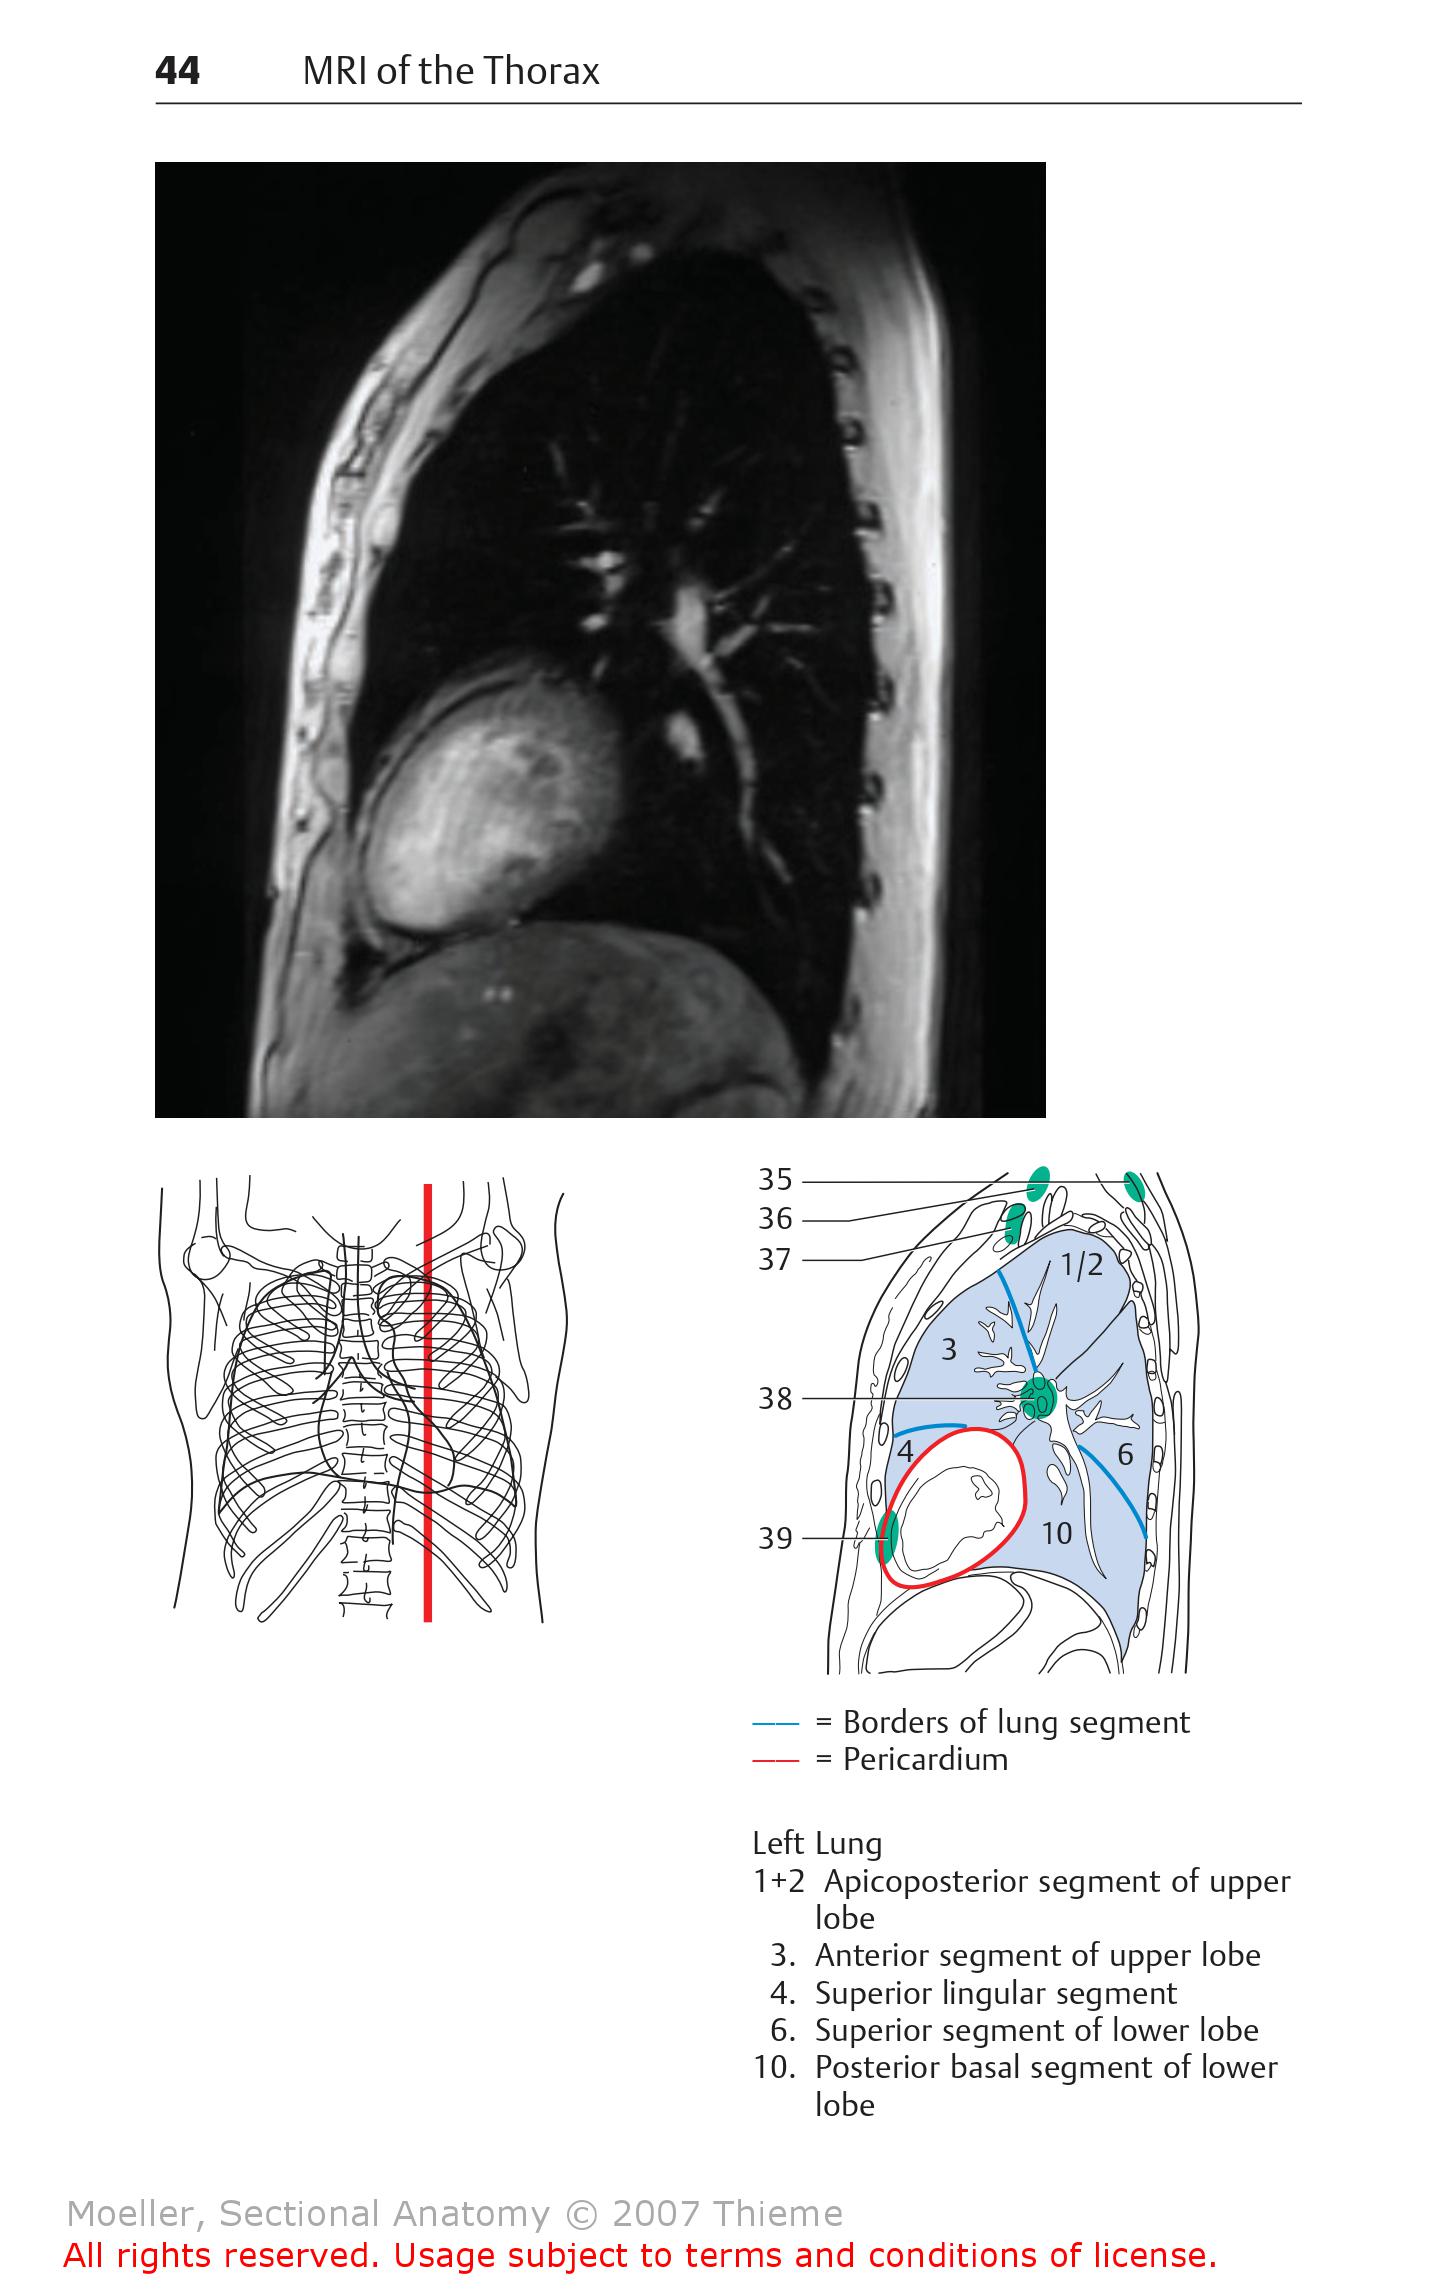 44 MRI of the Thorax
35
36
37
1/2
3
38
4
6
10
39
= Borders of lung segment
= Pericardium
Left Lung
1+2 Apicoposterior segment of upper
lobe
3. Anterior segment of upper lobe
4. Superior lingular segment
6. Superior segment of lower lobe
10. Posterior basal segment of lower
lobe
Moeller, Sectional Anatomy © 2007 Thieme
All rights reserved. Usage subject to terms and conditions of license.